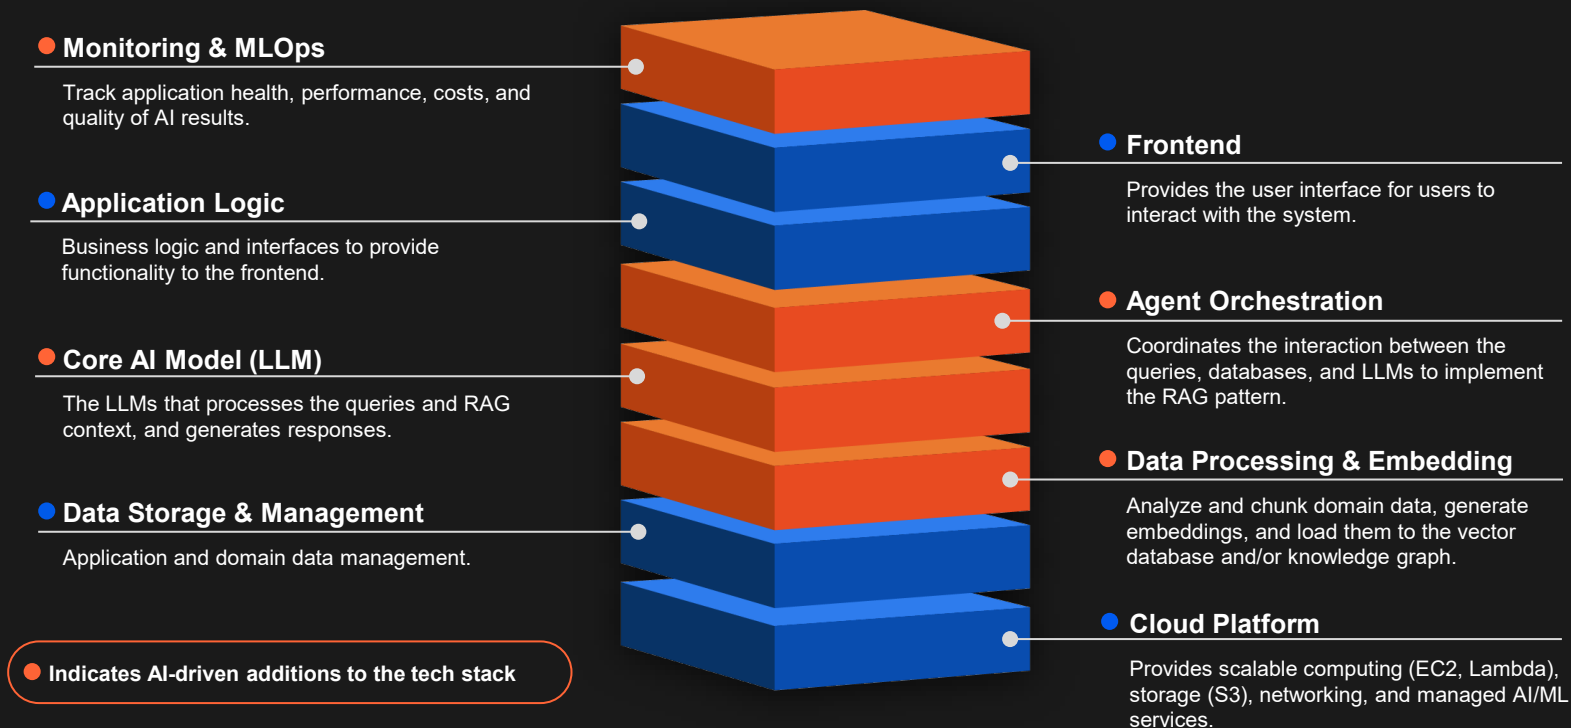 Monitoring & MLOps
Track application health, performance, costs, and
quality of AI results.
Frontend
Provides the user interface for users to
interact with the system.
Application Logic
Business logic and interfaces to provide
functionality to the frontend.
Agent Orchestration
Coordinates the interaction between the
queries, databases, and LLMs to implement
the RAG pattern.
Core AI Model (LLM)
The LLMs that processes the queries and RAG
context, and generates responses.
Data Processing & Embedding
Analyze and chunk domain data, generate
embeddings, and load them to the vector
database and/or knowledge graph.
Data Storage & Management
Application and domain data management.
Cloud Platform
Provides scalable computing (EC2, Lambda),
storage (S3), networking, and managed AI/ML
services.
Indicates AI-driven additions to the tech stack